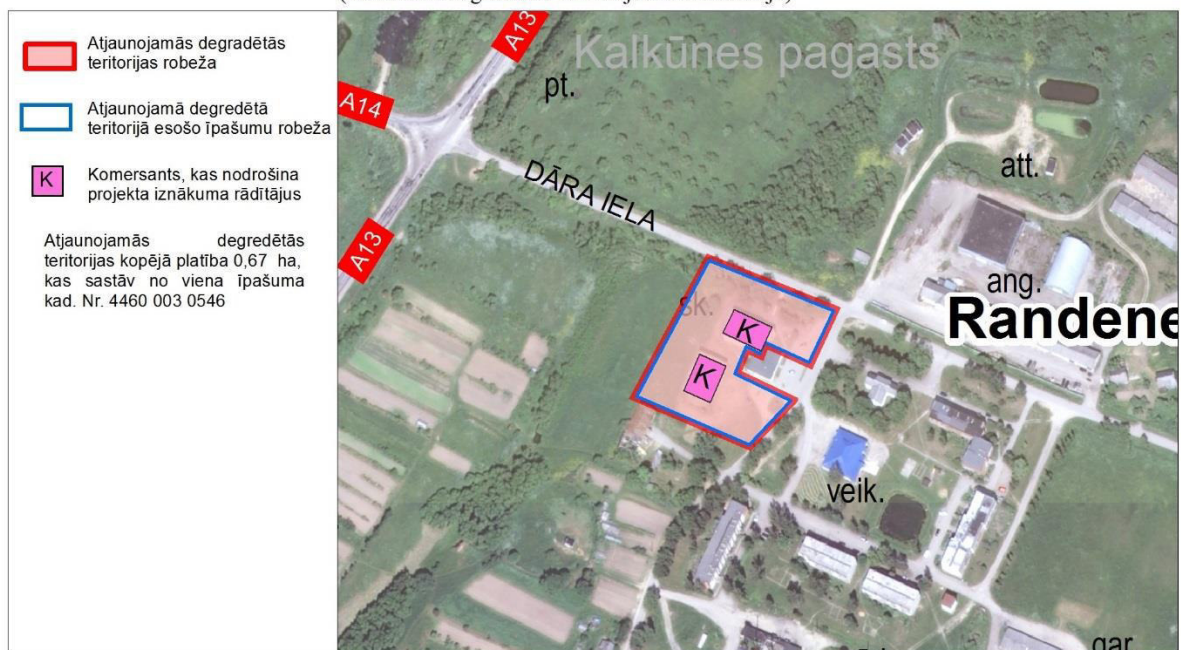 Atjaunojamās degradētās
teritorijas robeža
Atjaunojamā degredētā
teritorijā esošo īpašumu robeža
K
Komersants, kas nodrošina
projekta iznākuma rādītājus
Atjaunojamās degredētās
teritorijas kopējā platība 0,67 ha,
kas sastāv no viena īpašuma
kad. Nr. 4460 003 0546
A13
Kalkūnes pagasts
pt.
A14
att.
DĀRA IELA
A13
ang.
sk.
Randene
K
K
veik.